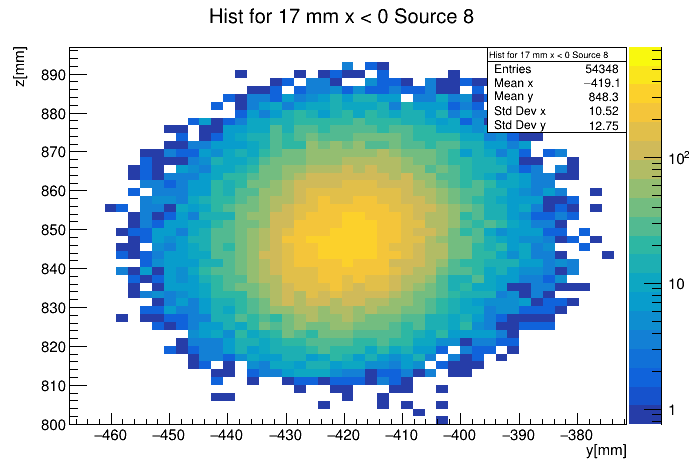 Hist for 17 mm x < 0 Source 8
z[mm]
Hist for 17 mm x < 0 Source 8
Entries 54348
Mean x −419.1
Mean y 848.3
Std Dev x 10.52
Std Dev y 12.75
890
880
870
860
850
840
830
820
810
800
10²
10
1
−460 −450 −440 −430 −420 −410 −400 −390 −380
y[mm]